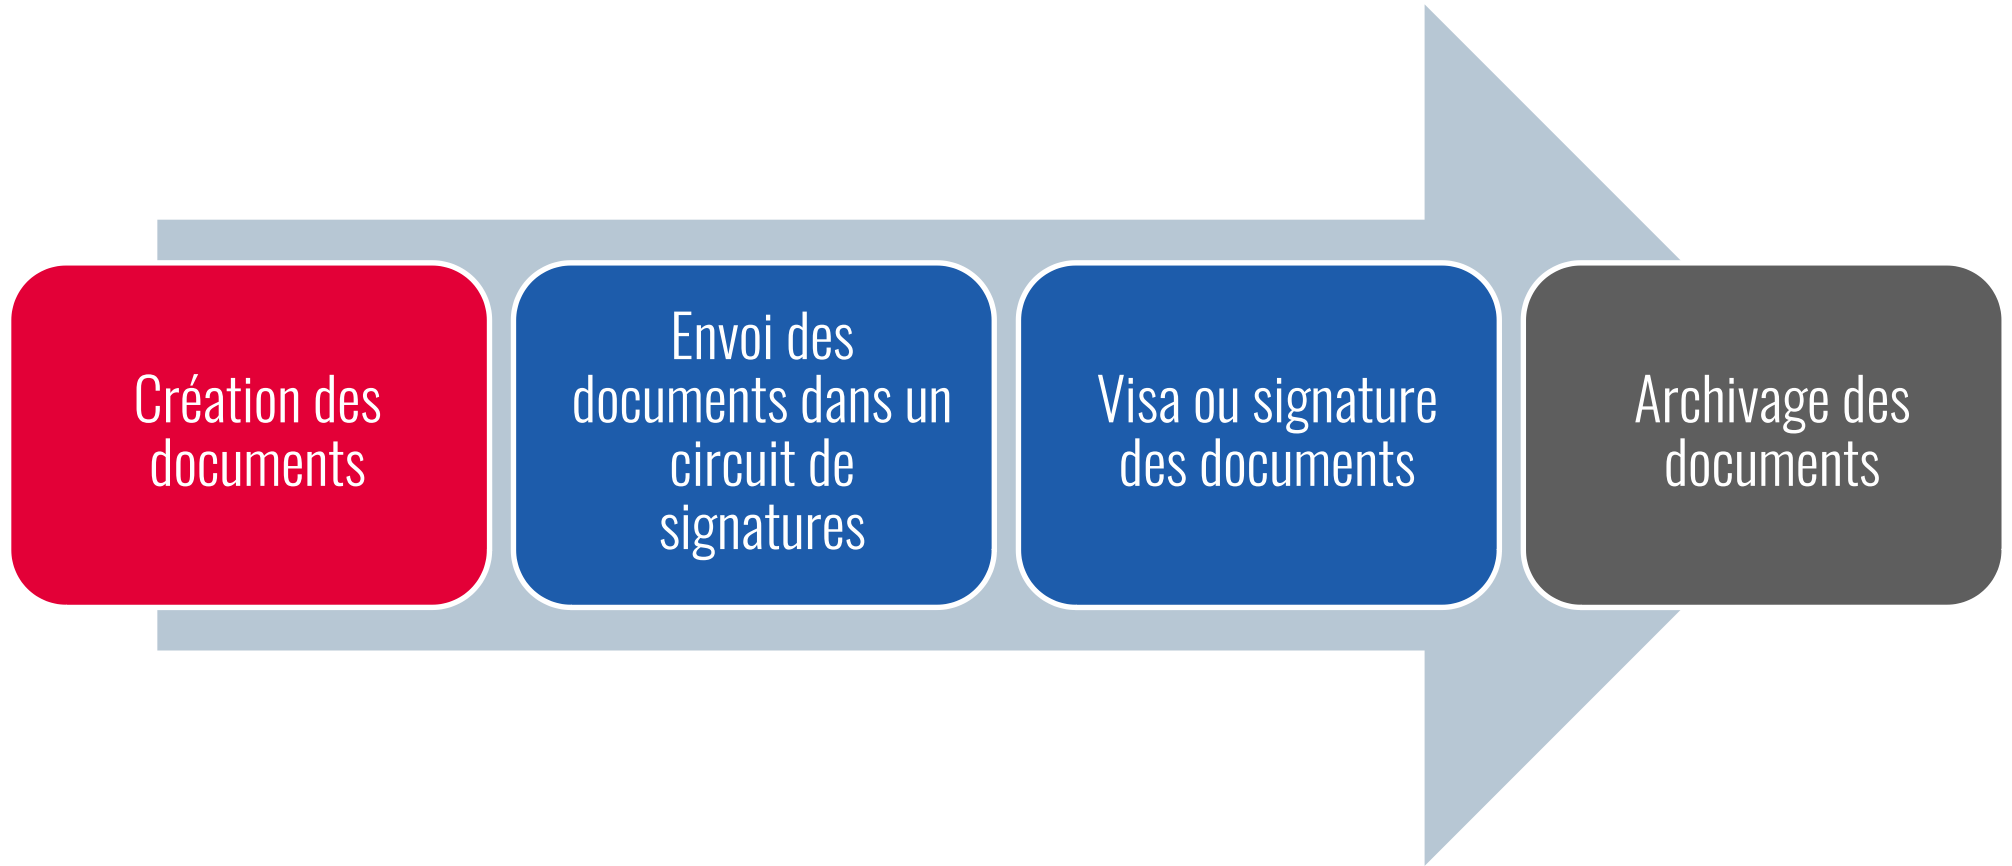 Création des
documents
Envoi des
documents dans un
circuit de
signatures
Visa ou signature
des documents
Archivage des
documents